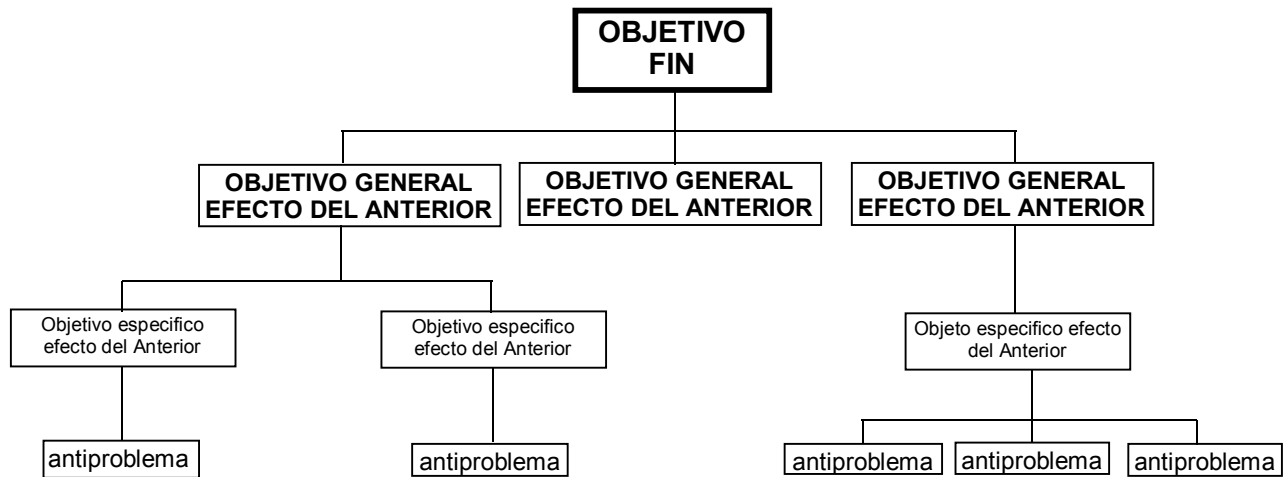 OBJETIVO
FIN
OBJETIVO GENERAL
EFECTO DEL ANTERIOR
OBJETIVO GENERAL
EFECTO DEL ANTERIOR
OBJETIVO GENERAL
EFECTO DEL ANTERIOR
Objetivo especifico
efecto del Anterior
Objetivo especifico
efecto del Anterior
Objeto especifico efecto
del Anterior
antiproblema
antiproblema
antiproblema
antiproblema
antiproblema